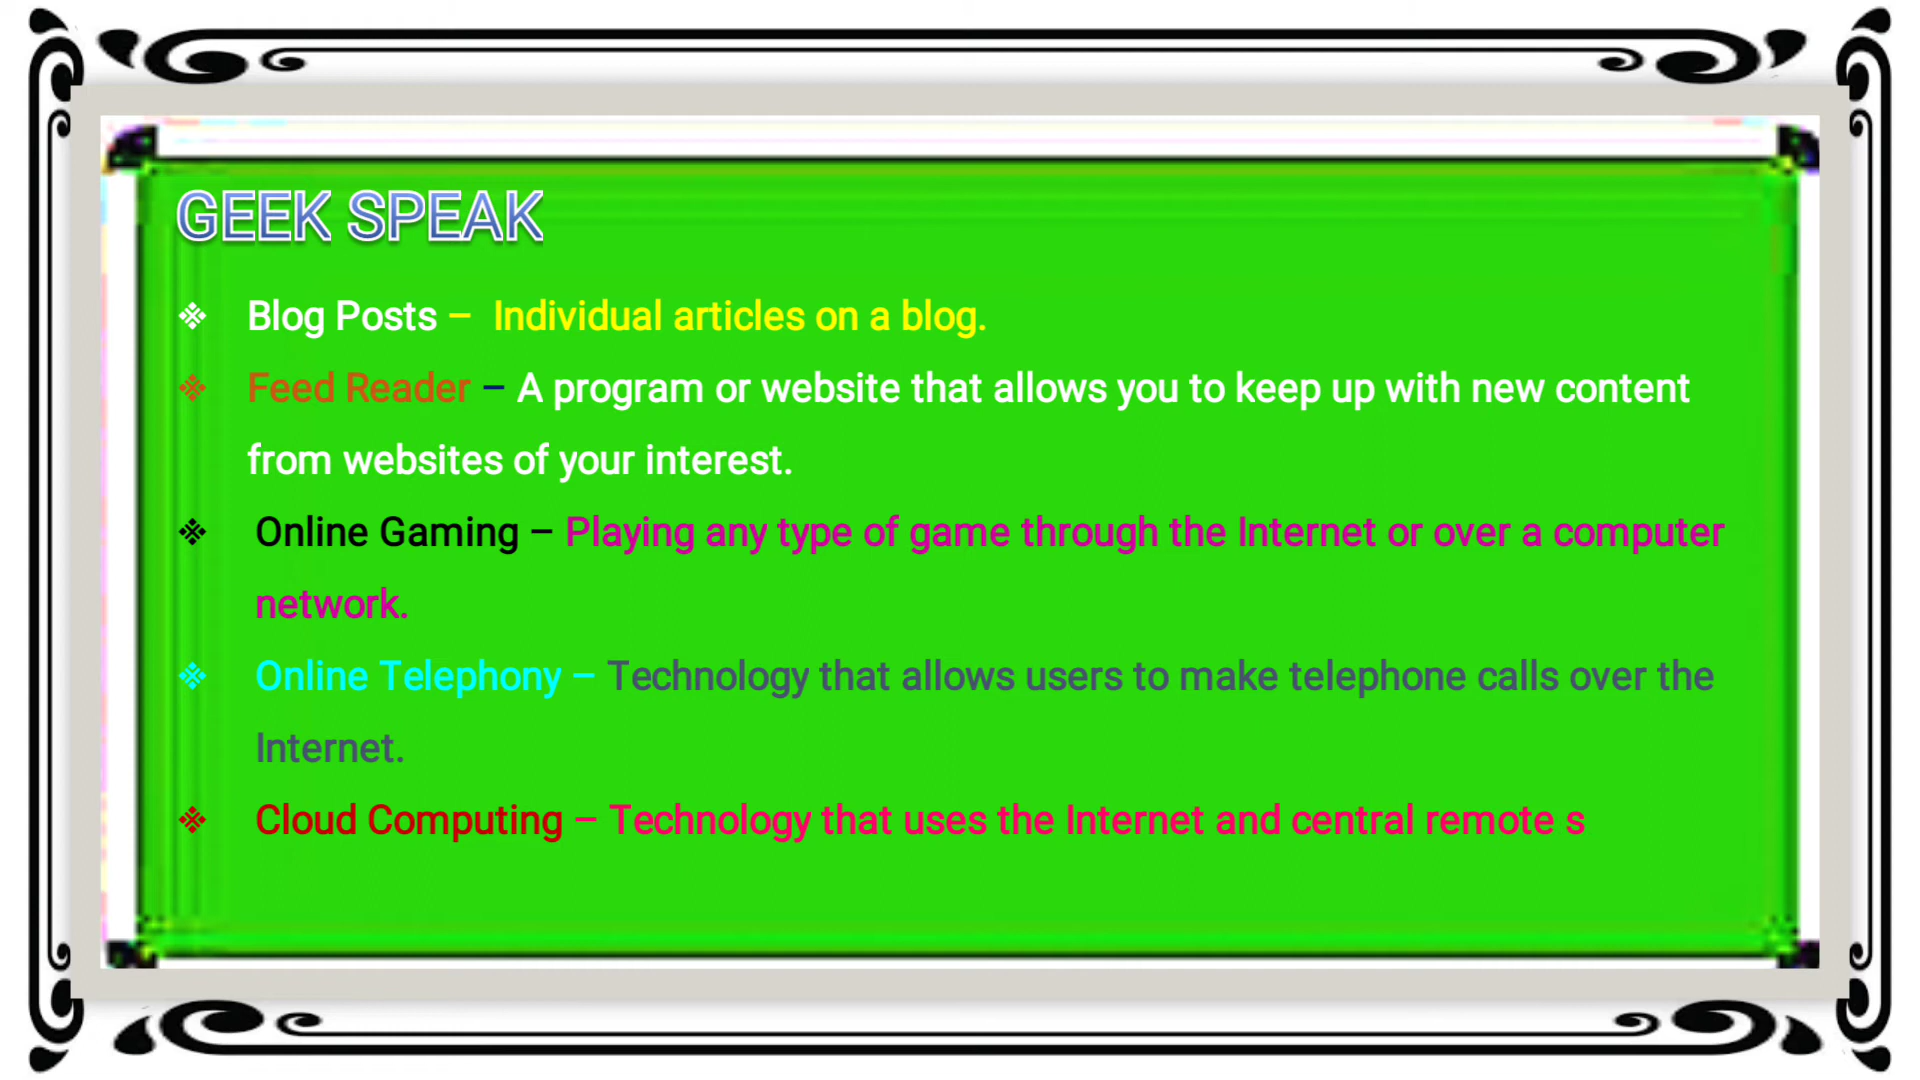 GEEK SPEAK
❖ Blog Posts – Individual articles on a blog.
❖ Feed Reader – A program or website that allows you to keep up with new content
from websites of your interest.
❖ Online Gaming – Playing any type of game through the Internet or over a computer
network.
❖ Online Telephony – Technology that allows users to make telephone calls over the
Internet.
❖ Cloud Computing – Technology that uses the Internet and central remote s